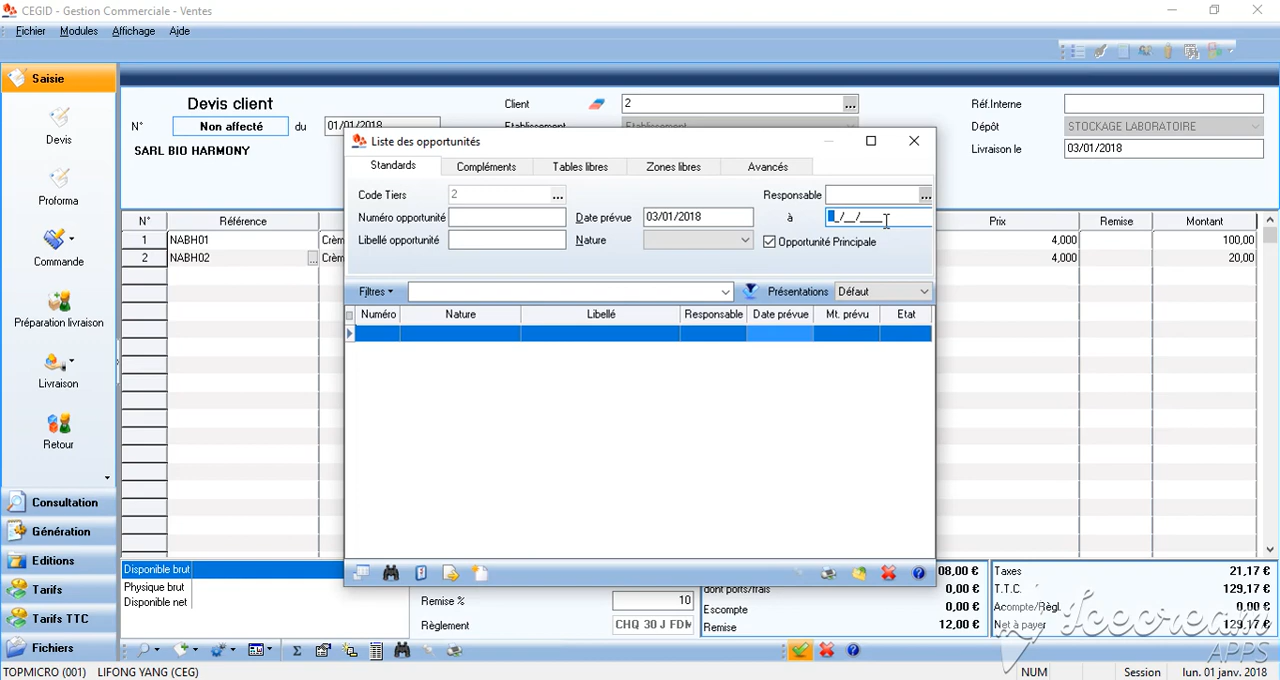 CEGID - Gestion Commerciale - Ventes
Fichier Modules Affichage Aide
Saisie
Devis
Proforma
Commande
Préparation livraison
Livraison
Retour
Consultation
Génération
Editions
Tarifs
Tarifs TTC
Fichiers
Devis client
N° Non affecté du 01/01/2018
SARL BIO HARMONY
Client 2 ...
Réf.Interne
Dépôt STOCKAGE LABORATOIRE
Livraison le 03/01/2018
N° Référence Prix Remise Montant
1 NABH01 Crèm 4,000 100,00
2 NABH02 ... Crèm 4,000 20,00
Liste des opportunités
Standards Compléments Tables libres Zones libres Avancés
Code Tiers 2 ... Responsable ...
Numéro opportunité Date prévue 03/01/2018 à __/__/____
Libellé opportunité Nature Opportunité Principale
Filtres Présentations Défaut
Numéro Nature Libellé Responsable Date prévue Mt. prévu Etat
Disponible brut
Physique brut
Disponible net
Remise % 10
Règlement CHQ 30 J FDM
08,00 €
dont ports/frais 0,00 €
Escompte 0,00 €
Remise 12,00 €
Taxes 21,17 €
T.T.C. 129,17 €
Acompte/Règl. 0,00 €
Net à payer 129,17 €
Icecream
APPS
TOPMICRO (001) LIFONG YANG (CEG) NUM Session lun. 01 janv. 2018